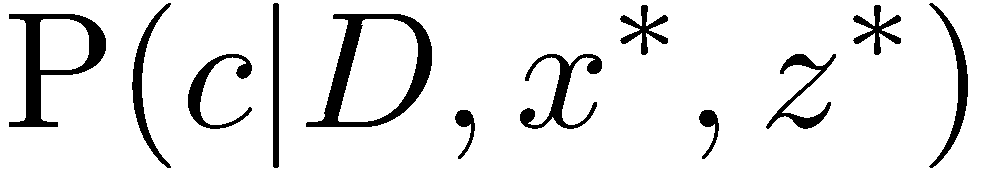 P(c|D, x*, z*)